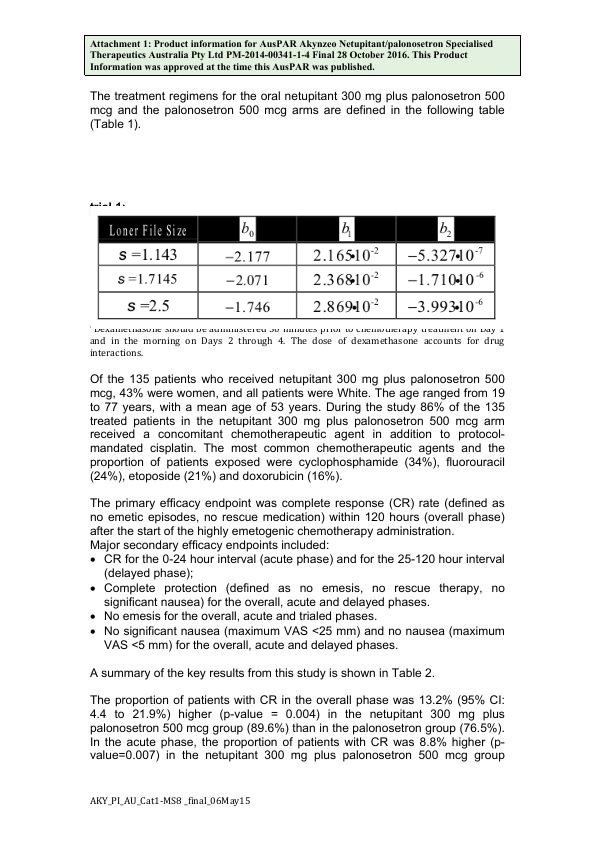 Attachment 1: Product information for AusPAR Akynzeo Netupitant/palonosetron Specialised
Therapeutics Australia Pty Ltd PM-2014-00341-1-4 Final 28 October 2016. This Product
Information was approved at the time this AusPAR was published.
The treatment regimens for the oral netupitant 300 mg plus palonosetron 500
mcg and the palonosetron 500 mcg arms are defined in the following table
(Table 1).
trial 1:
Loner File Size b₀ b₁ b₂
s =1.143 −2.177 2.165•10⁻² −5.327•10⁻⁷
s =1.7145 −2.071 2.368•10⁻² −1.710•10⁻⁶
s =2.5 −1.746 2.869•10⁻² −3.993•10⁻⁶
Dexamethasone should be administered 30 minutes prior to chemotherapy treatment on Day 1
and in the morning on Days 2 through 4. The dose of dexamethasone accounts for drug
interactions.
Of the 135 patients who received netupitant 300 mg plus palonosetron 500
mcg, 43% were women, and all patients were White. The age ranged from 19
to 77 years, with a mean age of 53 years. During the study 86% of the 135
treated patients in the netupitant 300 mg plus palonosetron 500 mcg arm
received a concomitant chemotherapeutic agent in addition to protocol-
mandated cisplatin. The most common chemotherapeutic agents and the
proportion of patients exposed were cyclophosphamide (34%), fluorouracil
(24%), etoposide (21%) and doxorubicin (16%).
The primary efficacy endpoint was complete response (CR) rate (defined as
no emetic episodes, no rescue medication) within 120 hours (overall phase)
after the start of the highly emetogenic chemotherapy administration.
Major secondary efficacy endpoints included:
• CR for the 0-24 hour interval (acute phase) and for the 25-120 hour interval
(delayed phase);
• Complete protection (defined as no emesis, no rescue therapy, no
significant nausea) for the overall, acute and delayed phases.
• No emesis for the overall, acute and trialed phases.
• No significant nausea (maximum VAS <25 mm) and no nausea (maximum
VAS <5 mm) for the overall, acute and delayed phases.
A summary of the key results from this study is shown in Table 2.
The proportion of patients with CR in the overall phase was 13.2% (95% CI:
4.4 to 21.9%) higher (p-value = 0.004) in the netupitant 300 mg plus
palonosetron 500 mcg group (89.6%) than in the palonosetron group (76.5%).
In the acute phase, the proportion of patients with CR was 8.8% higher (p-
value=0.007) in the netupitant 300 mg plus palonosetron 500 mcg group
AKY_PI_AU_Cat1-MS8 _final_06May15